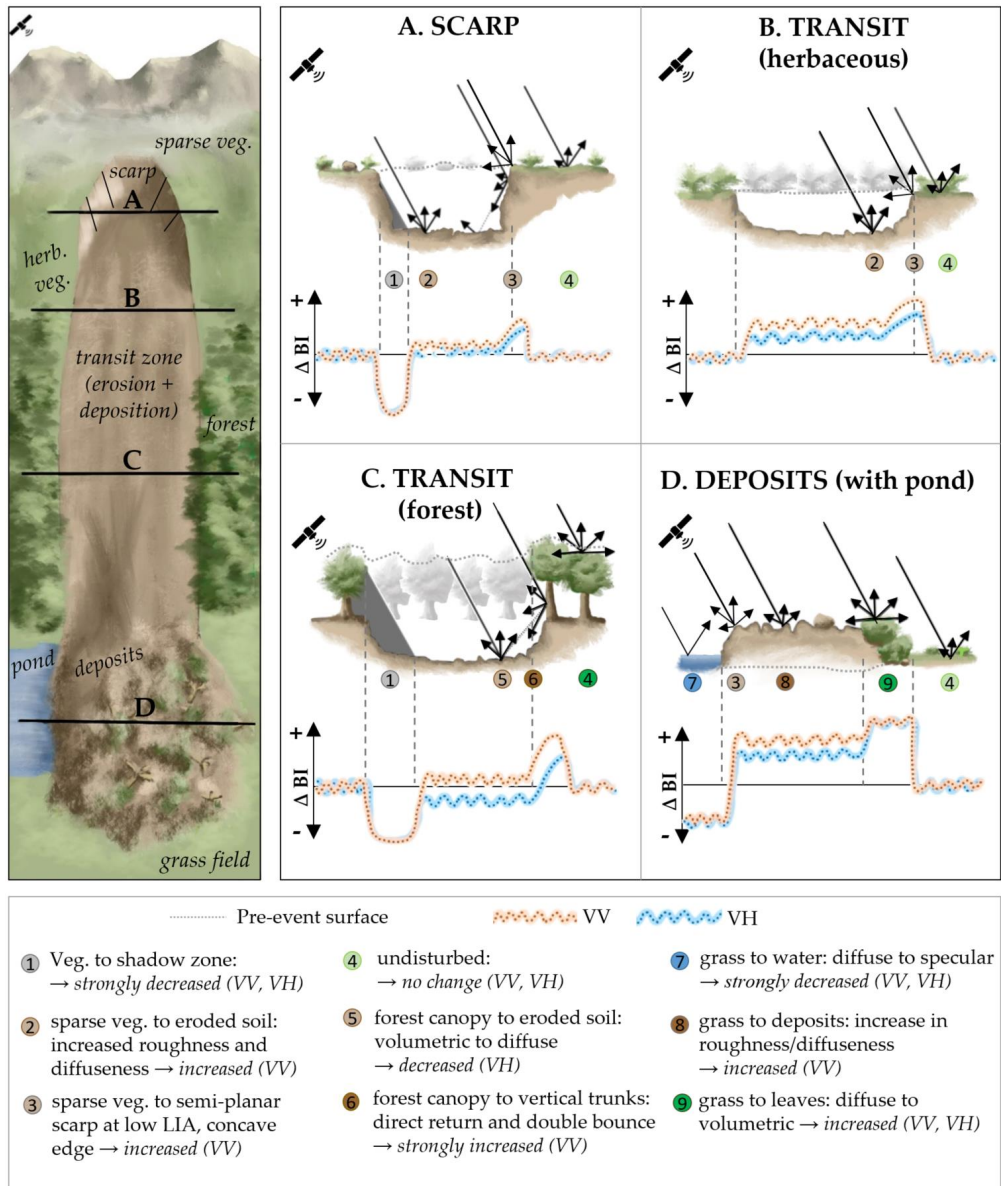 sparse veg.
scarp
A
herb.
veg.
B
transit zone
(erosion +
deposition)
forest
C
pond
deposits
D
grass field
A. SCARP
1
2
3
4
+
Δ BI
-
B. TRANSIT
(herbaceous)
2
3
4
+
Δ BI
-
C. TRANSIT
(forest)
1
5
6
4
+
Δ BI
-
D. DEPOSITS (with pond)
7
3
8
9
4
+
Δ BI
-
Pre-event surface
VV
VH
1 Veg. to shadow zone:
→ strongly decreased (VV, VH)
2 sparse veg. to eroded soil:
increased roughness and
diffuseness → increased (VV)
3 sparse veg. to semi-planar
scarp at low LIA, concave
edge → increased (VV)
4 undisturbed:
→ no change (VV, VH)
5 forest canopy to eroded soil:
volumetric to diffuse
→ decreased (VH)
6 forest canopy to vertical trunks:
direct return and double bounce
→ strongly increased (VV)
7 grass to water: diffuse to specular
→ strongly decreased (VV, VH)
8 grass to deposits: increase in
roughness/diffuseness
→ increased (VV)
9 grass to leaves: diffuse to
volumetric → increased (VV, VH)